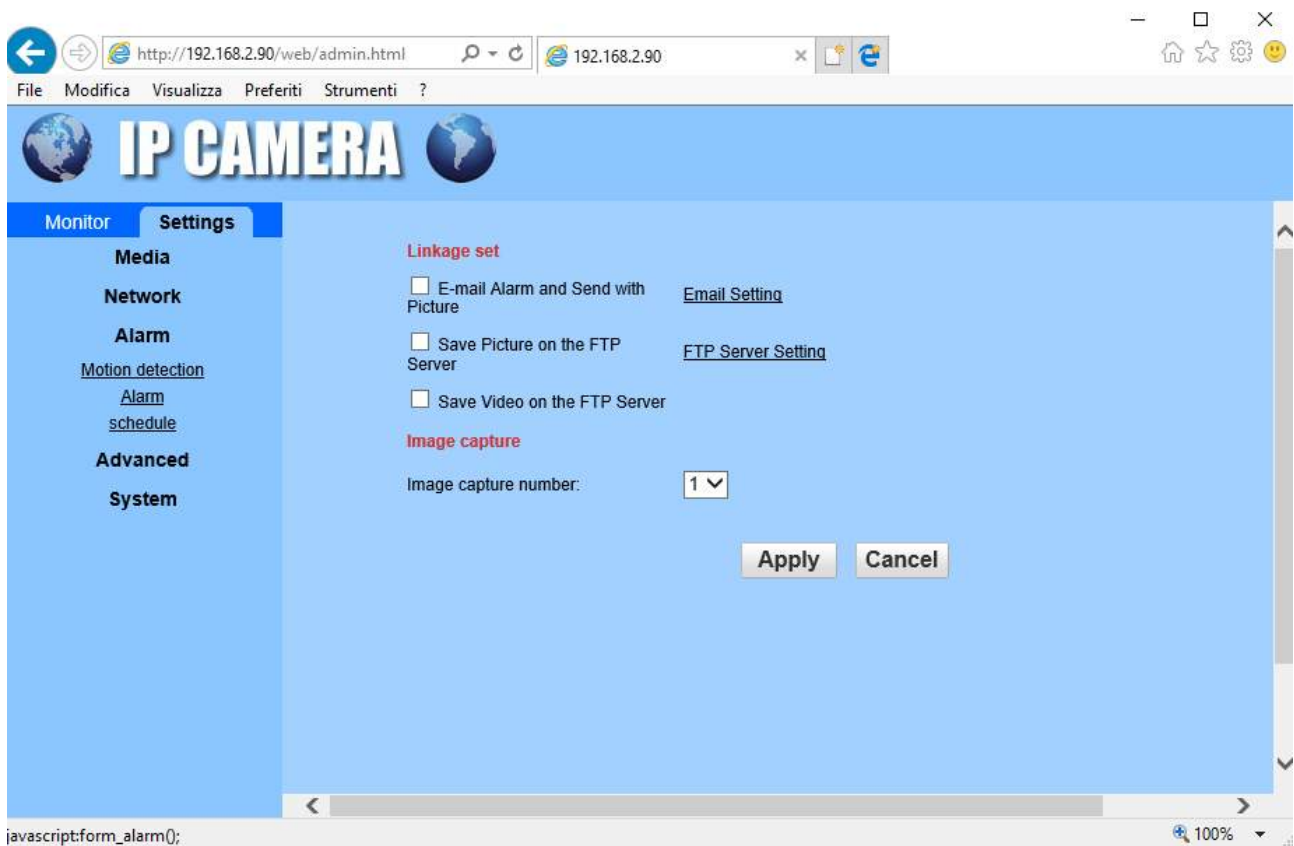 http://192.168.2.90/web/admin.html
192.168.2.90
File Modifica Visualizza Preferiti Strumenti ?
IP CAMERA
Monitor Settings
Media
Network
Alarm
Motion detection
Alarm
schedule
Advanced
System
Linkage set
E-mail Alarm and Send with
Picture
Email Setting
Save Picture on the FTP
Server
FTP Server Setting
Save Video on the FTP Server
Image capture
Image capture number: 1
Apply Cancel
javascript:form_alarm();
100%